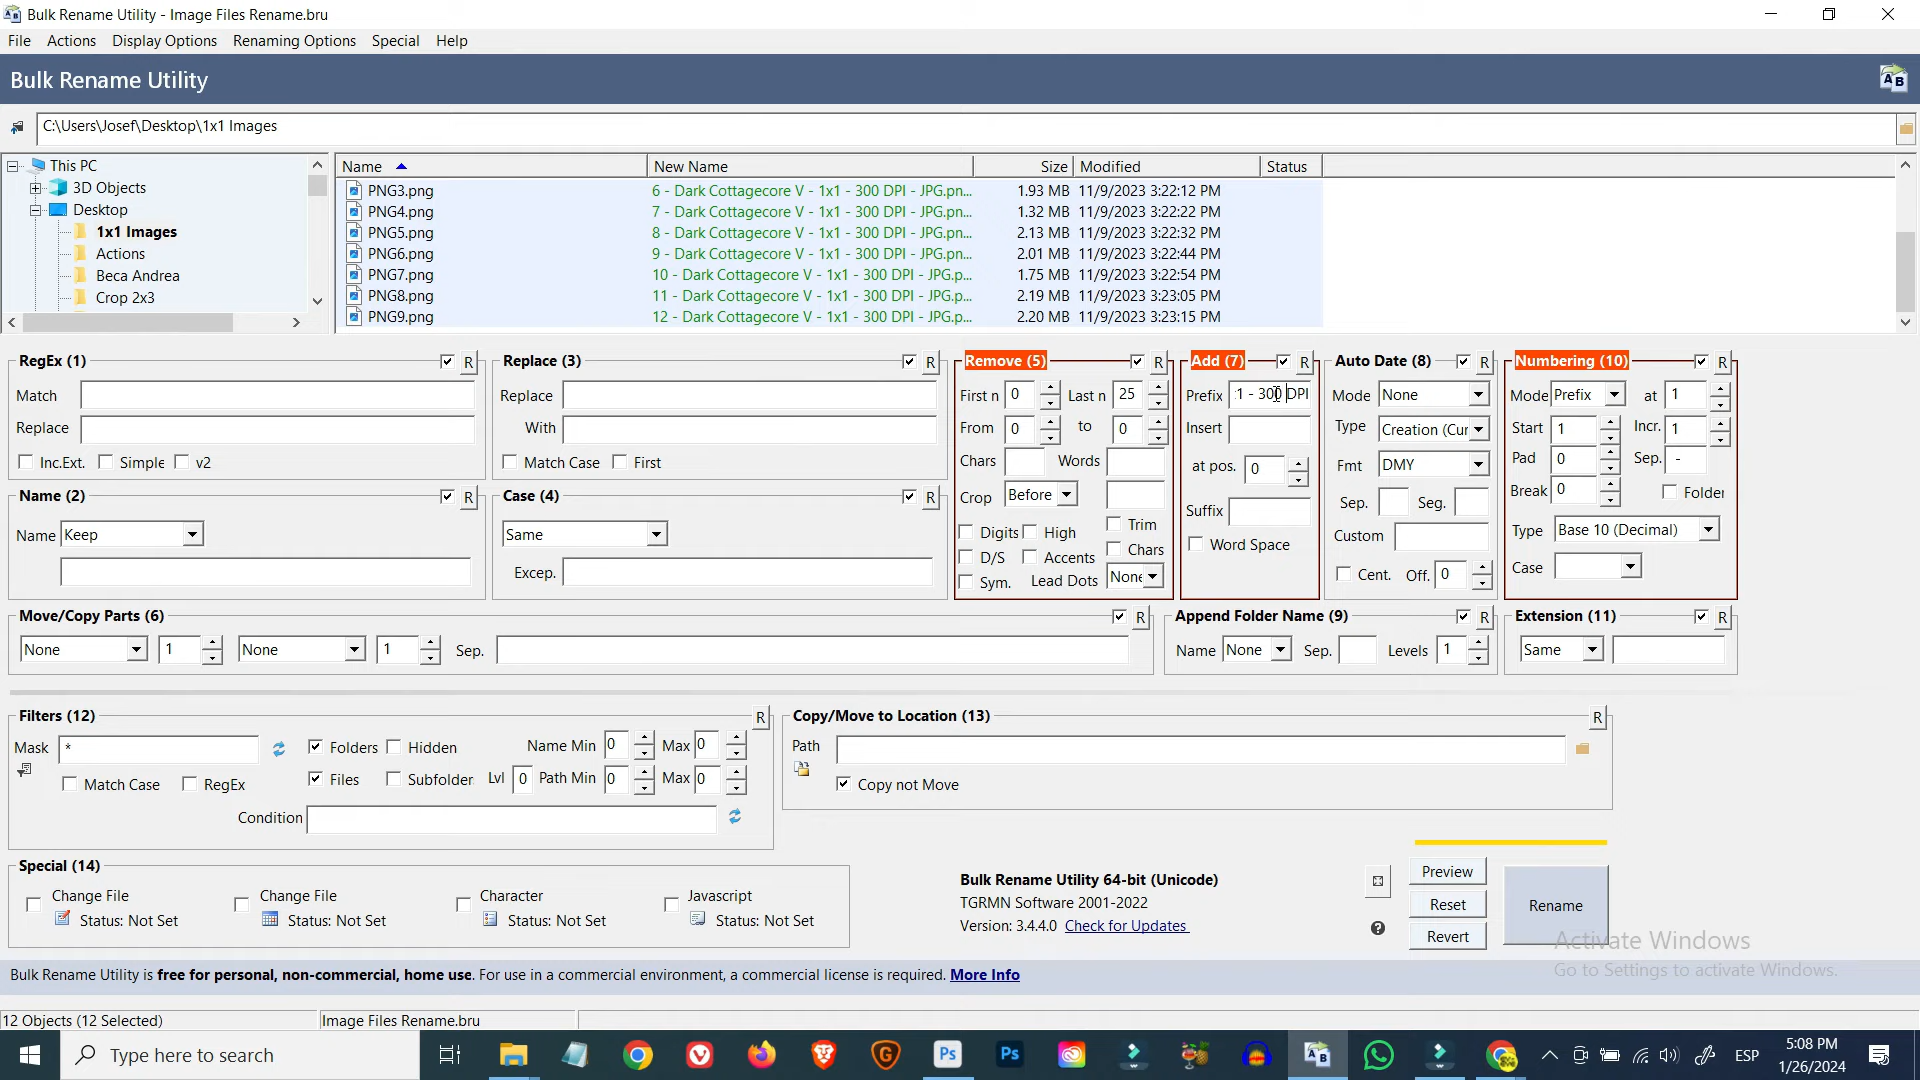 Bulk Rename Utility - Image Files Rename.bru
File Actions Display Options Renaming Options Special Help
Bulk Rename Utility
C:\Users\Josef\Desktop\1x1 Images
This PC
3D Objects
Desktop
1x1 Images
Actions
Beca Andrea
Crop 2x3
Name New Name Size Modified Status
PNG3.png 6 - Dark Cottagecore V - 1x1 - 300 DPI - JPG.pn... 1.93 MB 11/9/2023 3:22:12 PM
PNG4.png 7 - Dark Cottagecore V - 1x1 - 300 DPI - JPG.pn... 1.32 MB 11/9/2023 3:22:22 PM
PNG5.png 8 - Dark Cottagecore V - 1x1 - 300 DPI - JPG.pn... 2.13 MB 11/9/2023 3:22:32 PM
PNG6.png 9 - Dark Cottagecore V - 1x1 - 300 DPI - JPG.pn... 2.01 MB 11/9/2023 3:22:44 PM
PNG7.png 10 - Dark Cottagecore V - 1x1 - 300 DPI - JPG.p... 1.75 MB 11/9/2023 3:22:54 PM
PNG8.png 11 - Dark Cottagecore V - 1x1 - 300 DPI - JPG.p... 2.19 MB 11/9/2023 3:23:05 PM
PNG9.png 12 - Dark Cottagecore V - 1x1 - 300 DPI - JPG.p... 2.20 MB 11/9/2023 3:23:15 PM
RegEx (1) R
Match
Replace
Inc.Ext. Simple v2
Name (2) R
Name Keep
Replace (3) R
Replace
With
Match Case First
Case (4) R
Same
Excep.
Remove (5) R
First n 0 Last n 25
From 0 to 0
Chars Words
Crop Before
Digits High Trim
D/S Accents Chars
Sym. Lead Dots None
Add (7) R
Prefix 1 - 300 DPI
Insert
at pos. 0
Suffix
Word Space
Auto Date (8) R
Mode None
Type Creation (Cur
Fmt DMY
Sep. Seg.
Custom
Cent. Off. 0
Numbering (10) R
Mode Prefix at 1
Start 1 Incr. 1
Pad 0 Sep. -
Break 0 Folder
Type Base 10 (Decimal)
Case
Move/Copy Parts (6) R
None 1 None 1 Sep.
Append Folder Name (9) R
Name None Sep. Levels 1
Extension (11) R
Same
Filters (12) R
Mask * Folders Hidden Name Min 0 Max 0
Match Case RegEx Files Subfolder Lvl 0 Path Min 0 Max 0
Condition
Copy/Move to Location (13) R
Path
Copy not Move
Special (14)
Change File Change File Character Javascript
Status: Not Set Status: Not Set Status: Not Set Status: Not Set
Bulk Rename Utility 64-bit (Unicode)
TGRMN Software 2001-2022
Version: 3.4.4.0 Check for Updates
Preview
Reset
Revert
Rename
Activate Windows
Go to Settings to activate Windows.
Bulk Rename Utility is free for personal, non-commercial, home use. For use in a commercial environment, a commercial license is required. More Info
12 Objects (12 Selected) Image Files Rename.bru
Type here to search
Ps
Ps
ESP
5:08 PM
1/26/2024